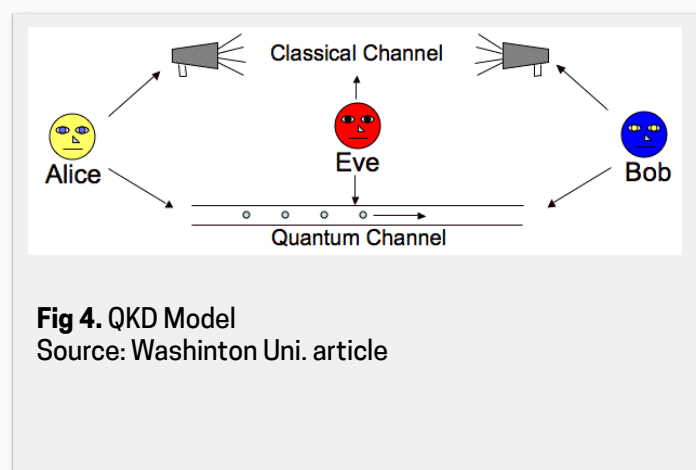 Classical Channel
Alice
Eve
Bob
Quantum Channel
Fig 4. QKD Model
Source: Washinton Uni. article